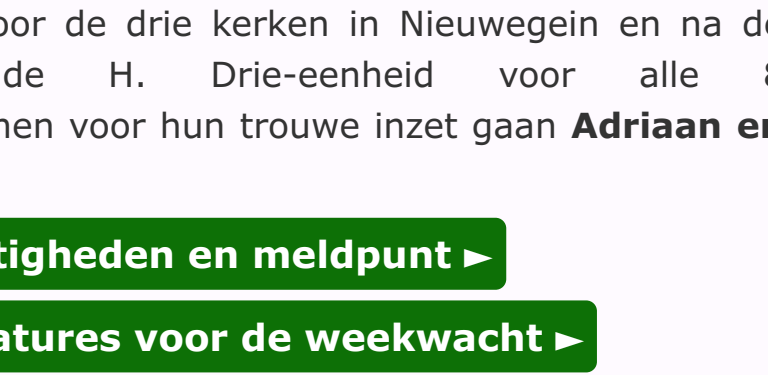 oor de drie kerken in Nieuwegein en na de
de H. Drie-eenheid voor alle 8
nen voor hun trouwe inzet gaan Adriaan en
tigheden en meldpunt ►
atures voor de weekwacht ►